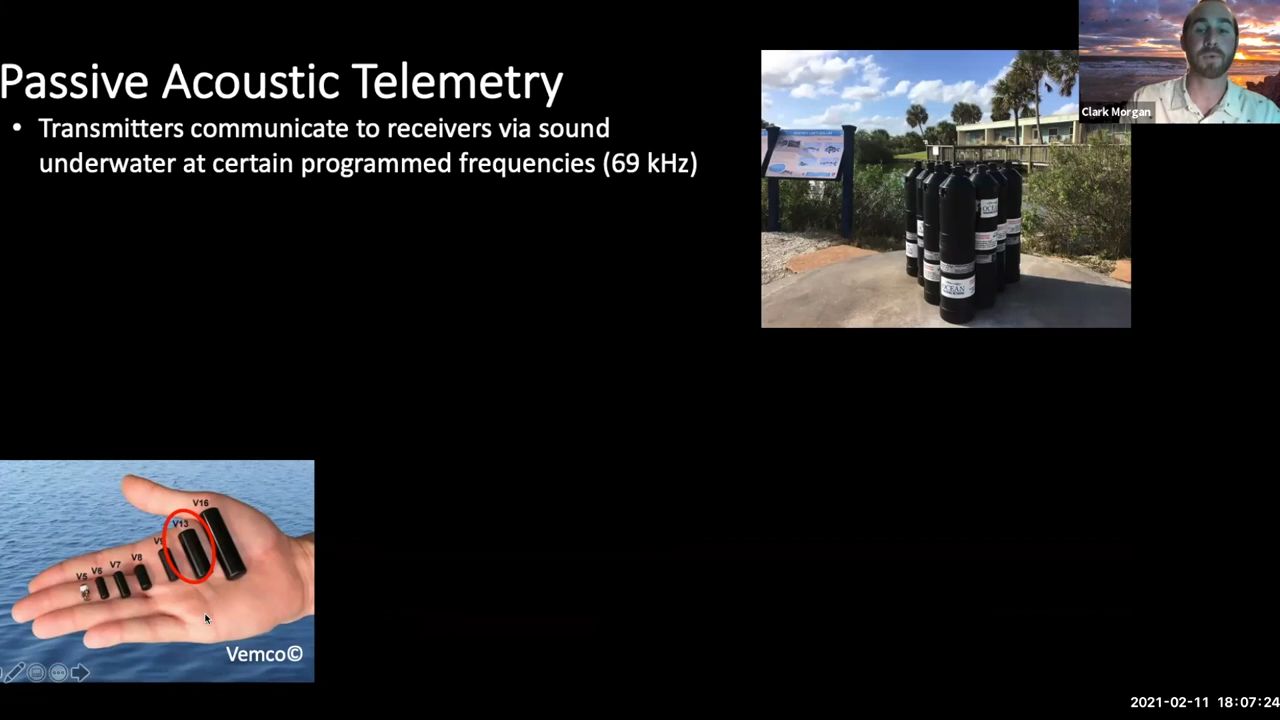 Passive Acoustic Telemetry
• Transmitters communicate to receivers via sound
underwater at certain programmed frequencies (69 kHz)
Clark Morgan
OCEAN
OCEAN
V16
V13
V8
V7
V6
V5
Vemco©
2021-02-11 18:07:24